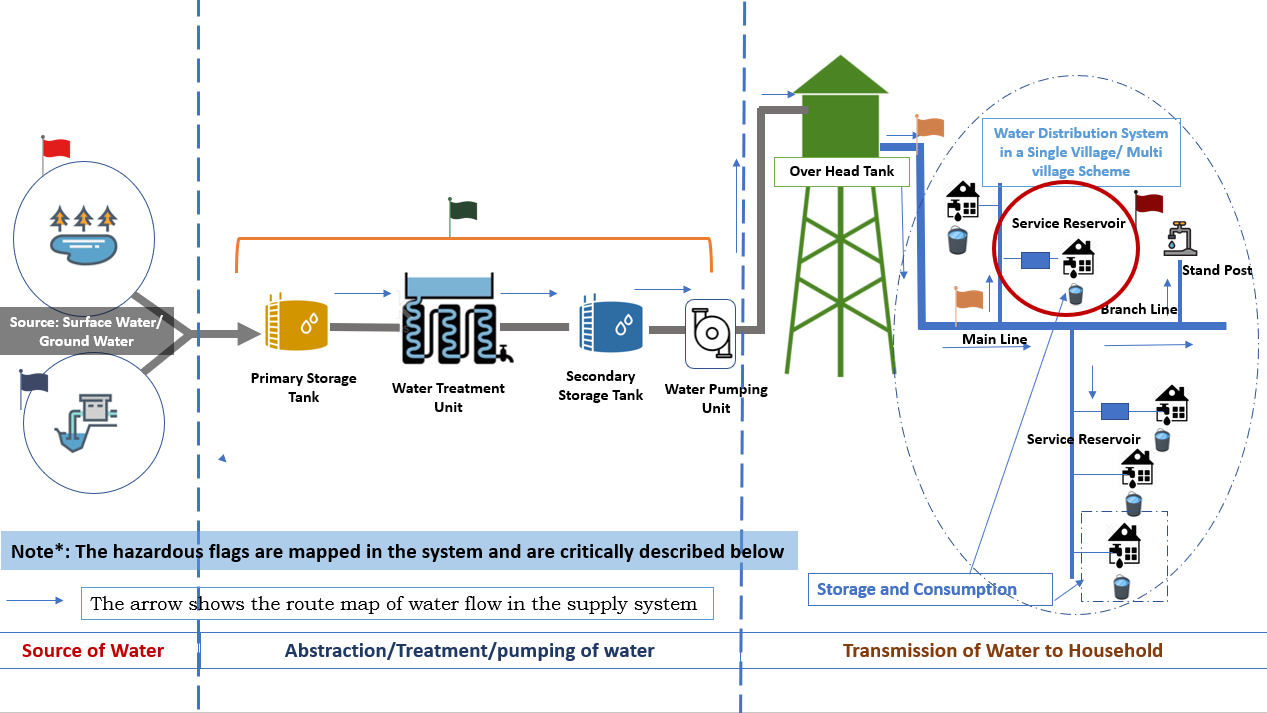 Water Distribution System
in a Single Village/ Multi
village Scheme
Over Head Tank
Service Reservoir
Stand Post
Branch Line
Source: Surface Water/
Ground Water
Main Line
Primary Storage
Tank
Water Treatment
Unit
Secondary
Storage Tank
Water Pumping
Unit
Service Reservoir
Note*: The hazardous flags are mapped in the system and are critically described below
Storage and Consumption
The arrow shows the route map of water flow in the supply system
Source of Water
Abstraction/Treatment/pumping of water
Transmission of Water to Household